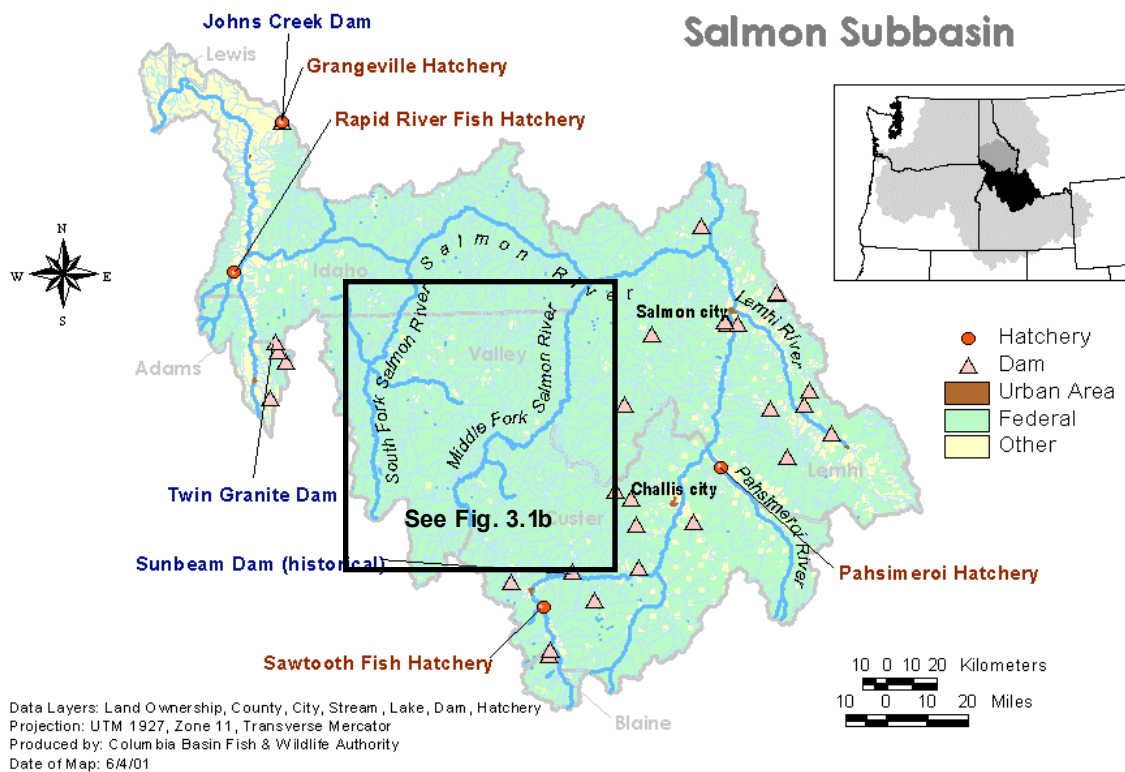 Salmon Subbasin
Johns Creek Dam
Lewis
Grangeville Hatchery
Rapid River Fish Hatchery
N
W E
S
Idaho
Salmon River
Salmon city
Lemhi River
Adams
Valley
South Fork Salmon River
Middle Fork Salmon River
Hatchery
Dam
Urban Area
Federal
Other
Twin Granite Dam
Challis city
Lemhi
Pahsimeroi River
See Fig. 3.1b
Custer
Sunbeam Dam (historical)
Pahsimeroi Hatchery
Sawtooth Fish Hatchery
Blaine
10 0 10 20 Kilometers
10 0 10 20 Miles
Data Layers: Land Ownership, County, City, Stream, Lake, Dam, Hatchery
Projection: UTM 1927, Zone 11, Transverse Mercator
Produced by: Columbia Basin Fish & Wildlife Authority
Date of Map: 6/4/01